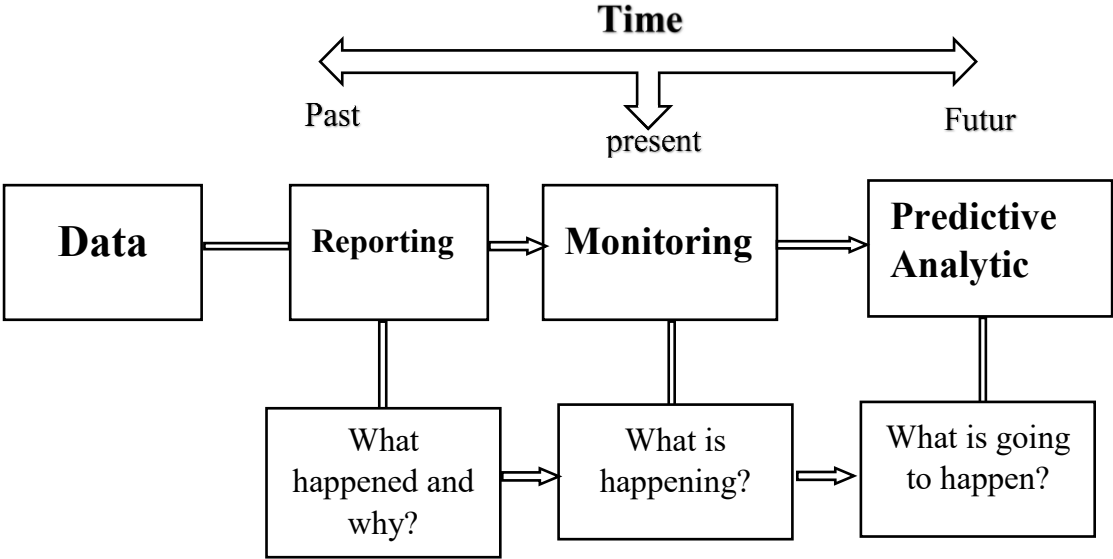 Time
Past
present
Futur
Data
Reporting
Monitoring
Predictive
Analytic
What
happened and
why?
What is
happening?
What is going
to happen?